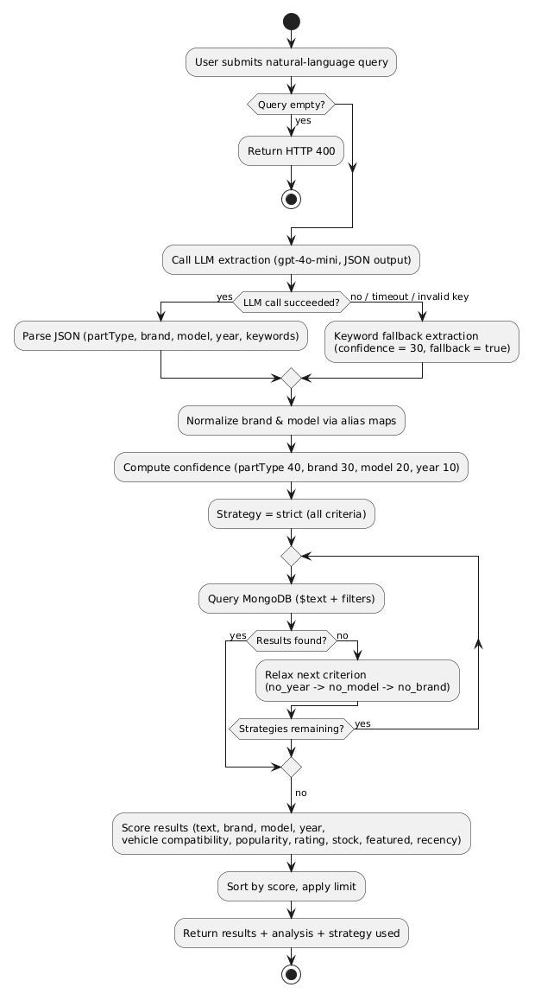 User submits natural-language query
Query empty?
yes
Return HTTP 400
Call LLM extraction (gpt-4o-mini, JSON output)
yes
LLM call succeeded?
no / timeout / invalid key
Parse JSON (partType, brand, model, year, keywords)
Keyword fallback extraction
(confidence = 30, fallback = true)
Normalize brand & model via alias maps
Compute confidence (partType 40, brand 30, model 20, year 10)
Strategy = strict (all criteria)
Query MongoDB ($text + filters)
yes
Results found?
no
Relax next criterion
(no_year -> no_model -> no_brand)
Strategies remaining?
yes
no
Score results (text, brand, model, year,
vehicle compatibility, popularity, rating, stock, featured, recency)
Sort by score, apply limit
Return results + analysis + strategy used